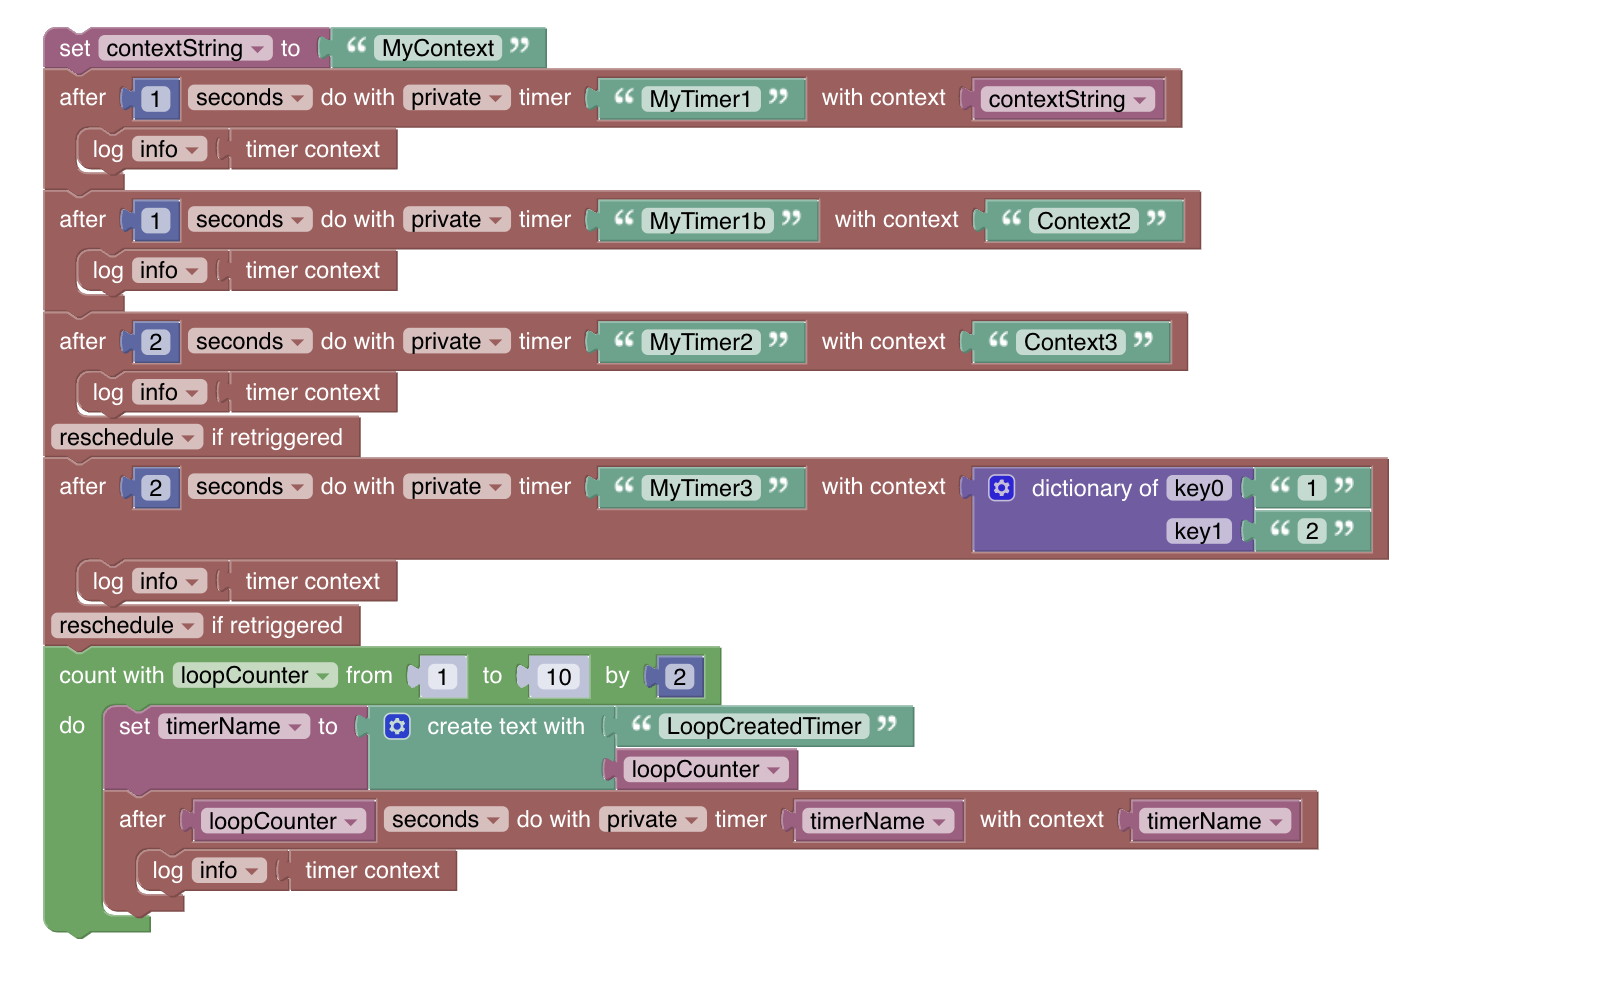 set contextString to “ MyContext ”
after 1 seconds do with private timer “ MyTimer1 ” with context contextString
log info timer context
after 1 seconds do with private timer “ MyTimer1b ” with context “ Context2 ”
log info timer context
after 2 seconds do with private timer “ MyTimer2 ” with context “ Context3 ”
log info timer context
reschedule if retriggered
after 2 seconds do with private timer “ MyTimer3 ” with context dictionary of key0 “ 1 ”
key1 “ 2 ”
log info timer context
reschedule if retriggered
count with loopCounter from 1 to 10 by 2
do set timerName to create text with “ LoopCreatedTimer ”
loopCounter
after loopCounter seconds do with private timer timerName with context timerName
log info timer context